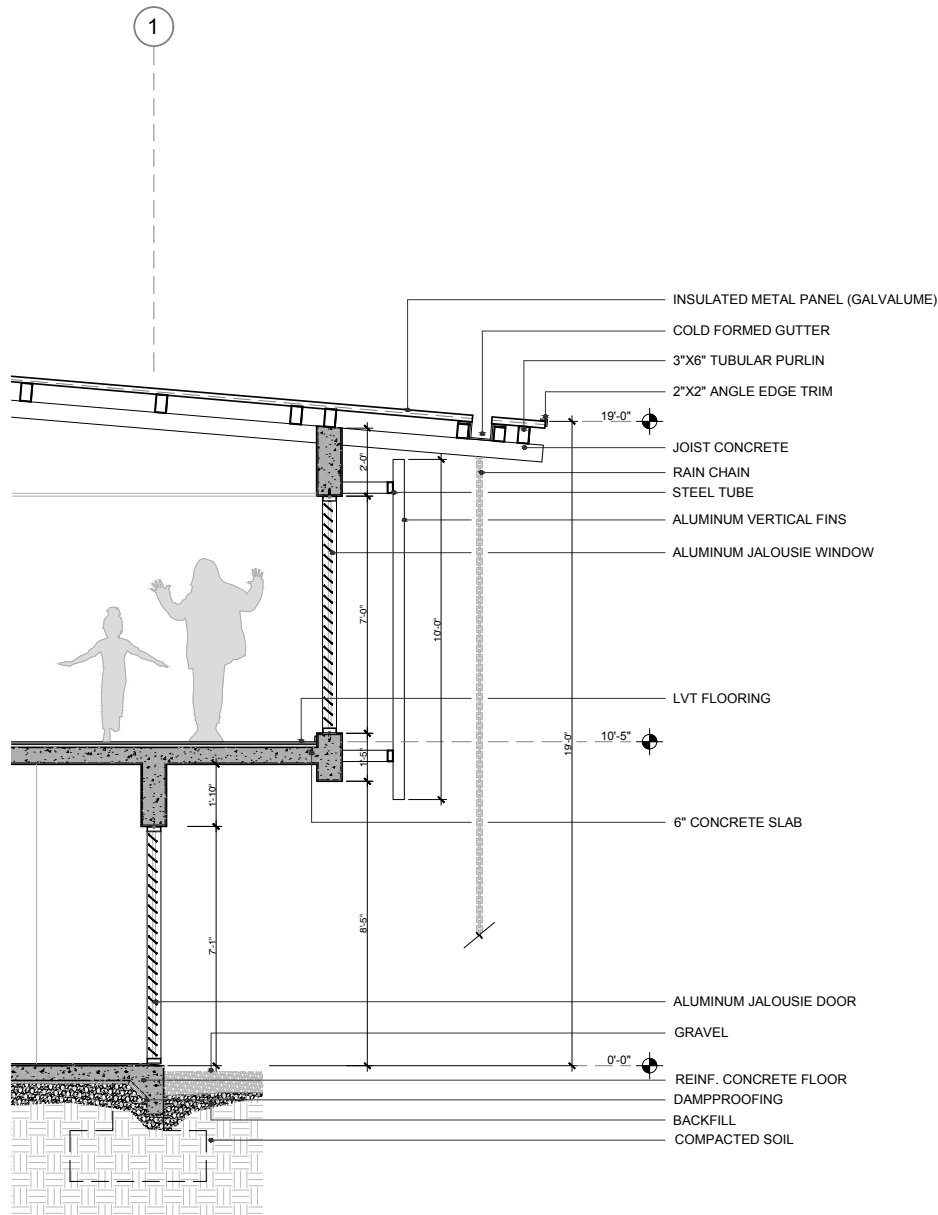 1
INSULATED METAL PANEL (GALVALUME)
COLD FORMED GUTTER
3"X6" TUBULAR PURLIN
2"X2" ANGLE EDGE TRIM
19'-0"
JOIST CONCRETE
2'-0"
RAIN CHAIN
STEEL TUBE
ALUMINUM VERTICAL FINS
ALUMINUM JALOUSIE WINDOW
7'-0"
10'-0"
LVT FLOORING
10'-5"
19'-0"
1'-5"
1'-10"
6" CONCRETE SLAB
8'-5"
7'-1"
ALUMINUM JALOUSIE DOOR
GRAVEL
0'-0"
REINF. CONCRETE FLOOR
DAMPPROOFING
BACKFILL
COMPACTED SOIL